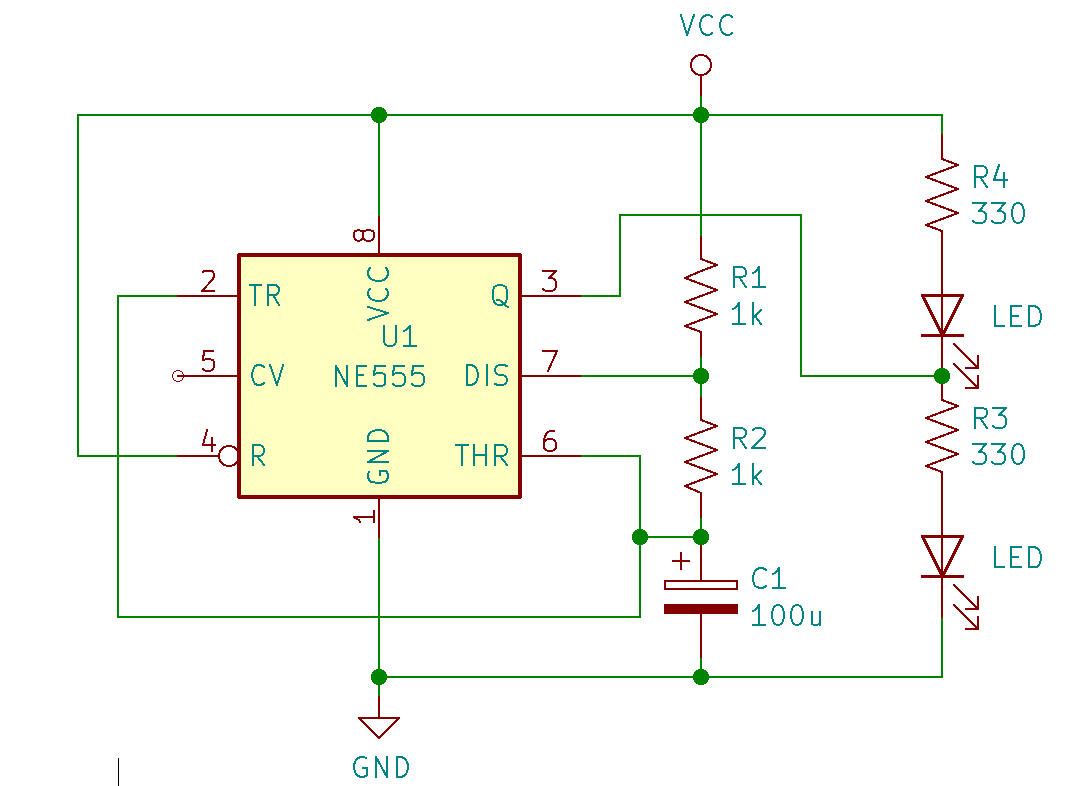 VCC
R4
330
8
2
TR
VCC
Q
3
R1
1k
U1
LED
5
CV
NE555
DIS
7
R3
330
4
R
GND
THR
6
R2
1k
1
+
C1
100u
LED
GND